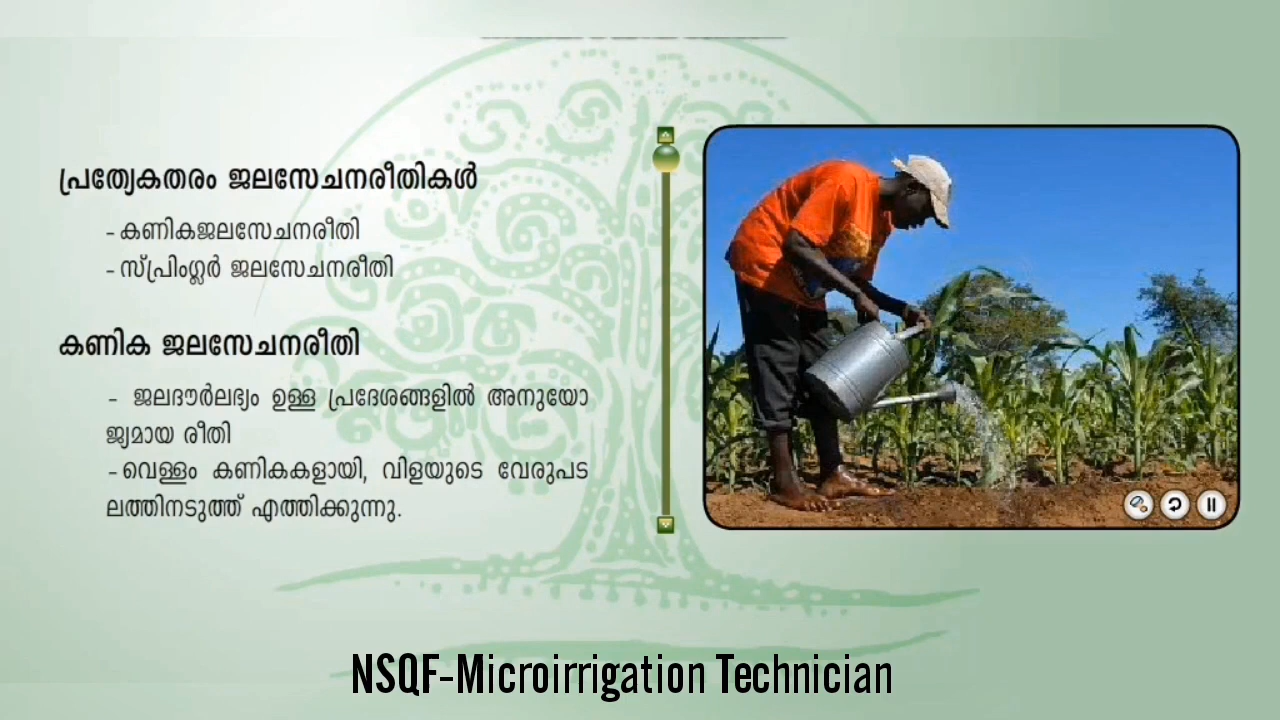 പ്രത്യേകതരം ജലസേചനരീതികൾ
- കണികജലസേചനരീതി
- സ്പ്രിംഗ്ലർ ജലസേചനരീതി
കണിക ജലസേചനരീതി
- ജലദൗർലഭ്യം ഉള്ള പ്രദേശങ്ങളിൽ അനുയോ
ജ്യമായ രീതി
- വെള്ളം കണികകളായി, വിളയുടെ വേരുപട
ലത്തിനടുത്ത് എത്തിക്കുന്നു.
NSQF-Microirrigation Technician